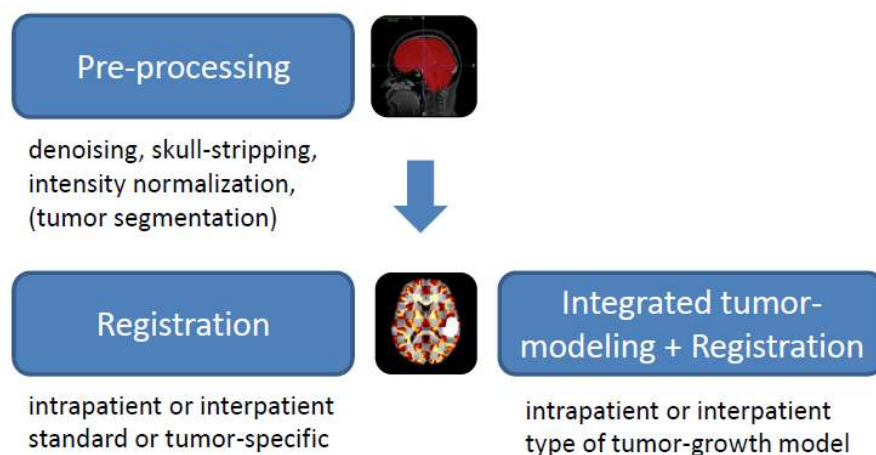 Pre-processing
denoising, skull-stripping,
intensity normalization,
(tumor segmentation)
Registration
intrapatient or interpatient
standard or tumor-specific
Integrated tumor-
modeling + Registration
intrapatient or interpatient
type of tumor-growth model